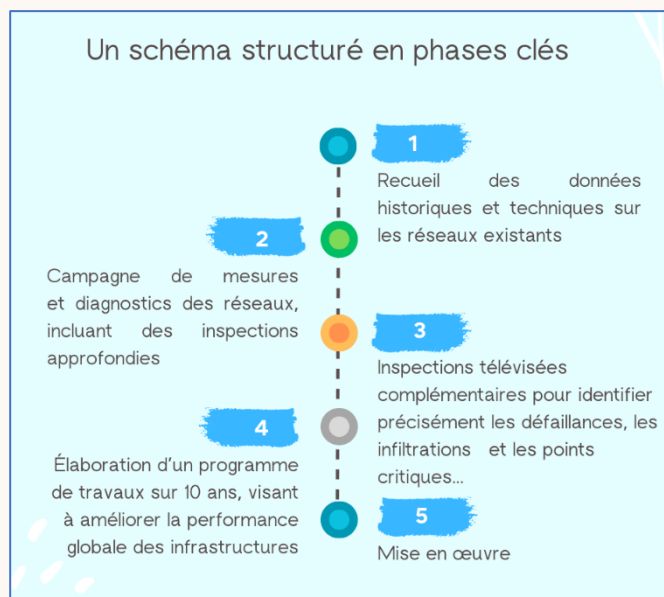 Un schéma structuré en phases clés
1
Recueil des données
historiques et techniques sur
les réseaux existants
2
Campagne de mesures
et diagnostics des réseaux,
incluant des inspections
approfondies
3
Inspections télévisées
complémentaires pour identifier
précisément les défaillances, les
infiltrations et les points
critiques...
4
Élaboration d'un programme
de travaux sur 10 ans, visant
à améliorer la performance
globale des infrastructures
5
Mise en œuvre